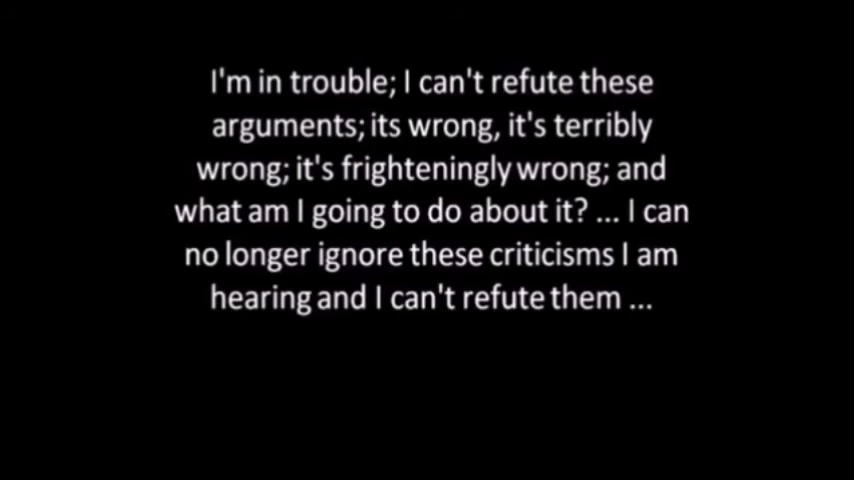 I'm in trouble; I can't refute these
arguments; its wrong, it's terribly
wrong; it's frighteningly wrong; and
what am I going to do about it? ... I can
no longer ignore these criticisms I am
hearing and I can't refute them ...